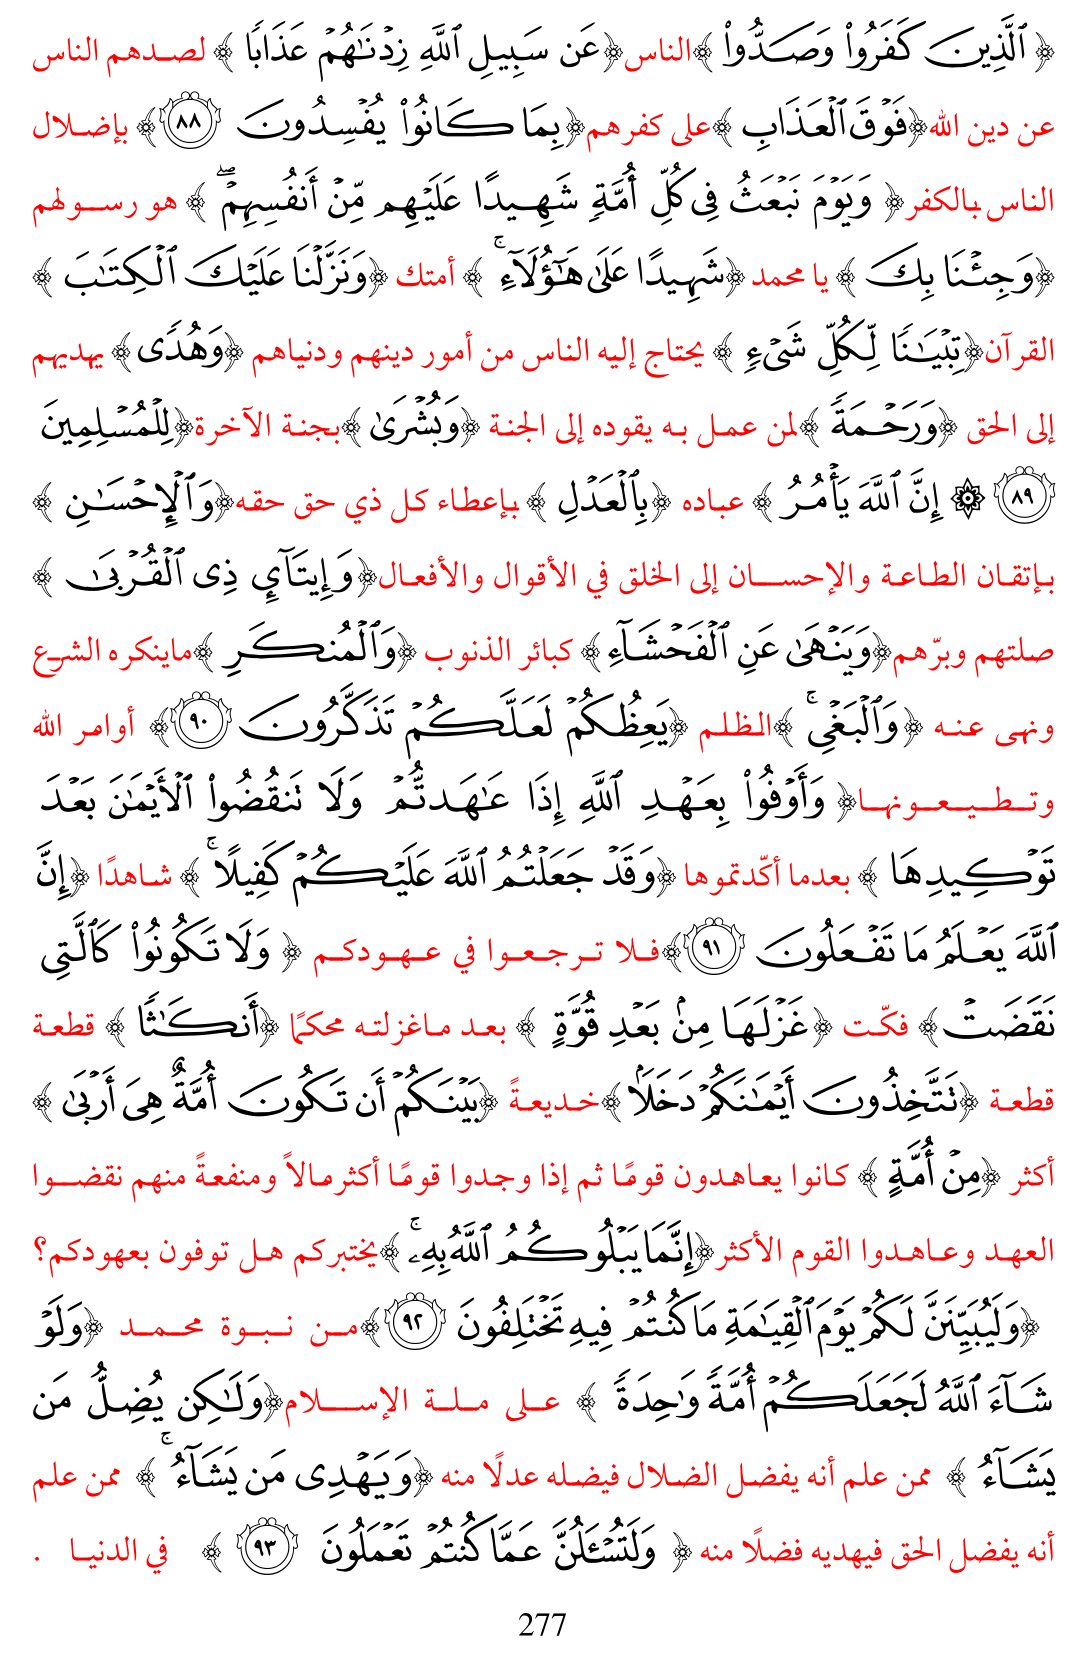 ﴿ ٱلَّذِينَ كَفَرُوا۟ وَصَدُّوا۟ ﴾الناس﴿عَن سَبِيلِ ٱللَّهِ زِدْنَٰهُمْ عَذَابًا ﴾ لصدهم الناس
عن دين الله﴿فَوْقَ ٱلْعَذَابِ ﴾على كفرهم﴿بِمَا كَانُوا۟ يُفْسِدُونَ ٨٨﴾ بإضلال
الناس بالكفر﴿ وَيَوْمَ نَبْعَثُ فِى كُلِّ أُمَّةٍ شَهِيدًا عَلَيْهِم مِّنْ أَنفُسِهِمْ ۖ ﴾ هو رسولهم
﴿وَجِئْنَا بِكَ ﴾ يا محمد ﴿شَهِيدًا عَلَىٰ هَٰٓؤُلَآءِ ۚ ﴾ أمتك ﴿وَنَزَّلْنَا عَلَيْكَ ٱلْكِتَٰبَ ﴾
القرآن﴿تِبْيَٰنًا لِّكُلِّ شَىْءٍ ﴾ يحتاج إليه الناس من أمور دينهم ودنياهم ﴿وَهُدًى﴾ يهديهم
إلى الحق ﴿وَرَحْمَةً ﴾لمن عمل به يقوده إلى الجنة ﴿وَبُشْرَىٰ ﴾بجنة الآخرة﴿لِلْمُسْلِمِينَ
٨٩ ۞ إِنَّ ٱللَّهَ يَأْمُرُ ﴾ عباده ﴿بِٱلْعَدْلِ ﴾ بإعطاء كل ذي حق حقه﴿وَٱلْإِحْسَٰنِ ﴾
بإتقان الطاعة والإحسان إلى الخلق في الأقوال والأفعال﴿وَإِيتَآئِ ذِى ٱلْقُرْبَىٰ ﴾
صلتهم وبرّهم﴿وَيَنْهَىٰ عَنِ ٱلْفَحْشَآءِ ﴾ كبائر الذنوب ﴿وَٱلْمُنكَرِ ﴾ماينكره الشرع
ونهى عنه ﴿وَٱلْبَغْىِ ۚ ﴾الظلم ﴿يَعِظُكُمْ لَعَلَّكُمْ تَذَكَّرُونَ ٩٠﴾ أوامر الله
وتطيعونها﴿ وَأَوْفُوا۟ بِعَهْدِ ٱللَّهِ إِذَا عَٰهَدتُّمْ وَلَا تَنقُضُوا۟ ٱلْأَيْمَٰنَ بَعْدَ
تَوْكِيدِهَا ﴾ بعدما أكّدتموها ﴿وَقَدْ جَعَلْتُمُ ٱللَّهَ عَلَيْكُمْ كَفِيلًا ۚ ﴾ شاهدًا ﴿إِنَّ
ٱللَّهَ يَعْلَمُ مَا تَفْعَلُونَ ٩١﴾فلا ترجعوا في عهودكم ﴿ وَلَا تَكُونُوا۟ كَٱلَّتِى
نَقَضَتْ﴾ فكّت ﴿غَزْلَهَا مِنۢ بَعْدِ قُوَّةٍ ﴾ بعد ماغزلته محكمًا ﴿أَنكَٰثًا ﴾ قطعة
قطعة ﴿تَتَّخِذُونَ أَيْمَٰنَكُمْ دَخَلًۢا ﴾خديعةً ﴿بَيْنَكُمْ أَن تَكُونَ أُمَّةٌ هِىَ أَرْبَىٰ ﴾
أكثر ﴿مِنْ أُمَّةٍ ﴾ كانوا يعاهدون قومًا ثم إذا وجدوا قومًا أكثر مالاً ومنفعةً منهم نقضوا
العهد وعاهدوا القوم الأكثر﴿إِنَّمَا يَبْلُوكُمُ ٱللَّهُ بِهِۦ ۚ ﴾يختبركم هل توفون بعهودكم؟
﴿وَلَيُبَيِّنَنَّ لَكُمْ يَوْمَ ٱلْقِيَٰمَةِ مَا كُنتُمْ فِيهِ تَخْتَلِفُونَ ٩٢﴾من نبوة محمد ﴿وَلَوْ
شَآءَ ٱللَّهُ لَجَعَلَكُمْ أُمَّةً وَٰحِدَةً ﴾ على ملة الإسلام﴿وَلَٰكِن يُضِلُّ مَن
يَشَآءُ ﴾ ممن علم أنه يفضل الضلال فيضله عدلًا منه ﴿وَيَهْدِى مَن يَشَآءُ ۚ ﴾ ممن علم
أنه يفضل الحق فيهديه فضلًا منه ﴿ وَلَتُسْـَٔلُنَّ عَمَّا كُنتُمْ تَعْمَلُونَ ٩٣ ﴾ في الدنيا .
277